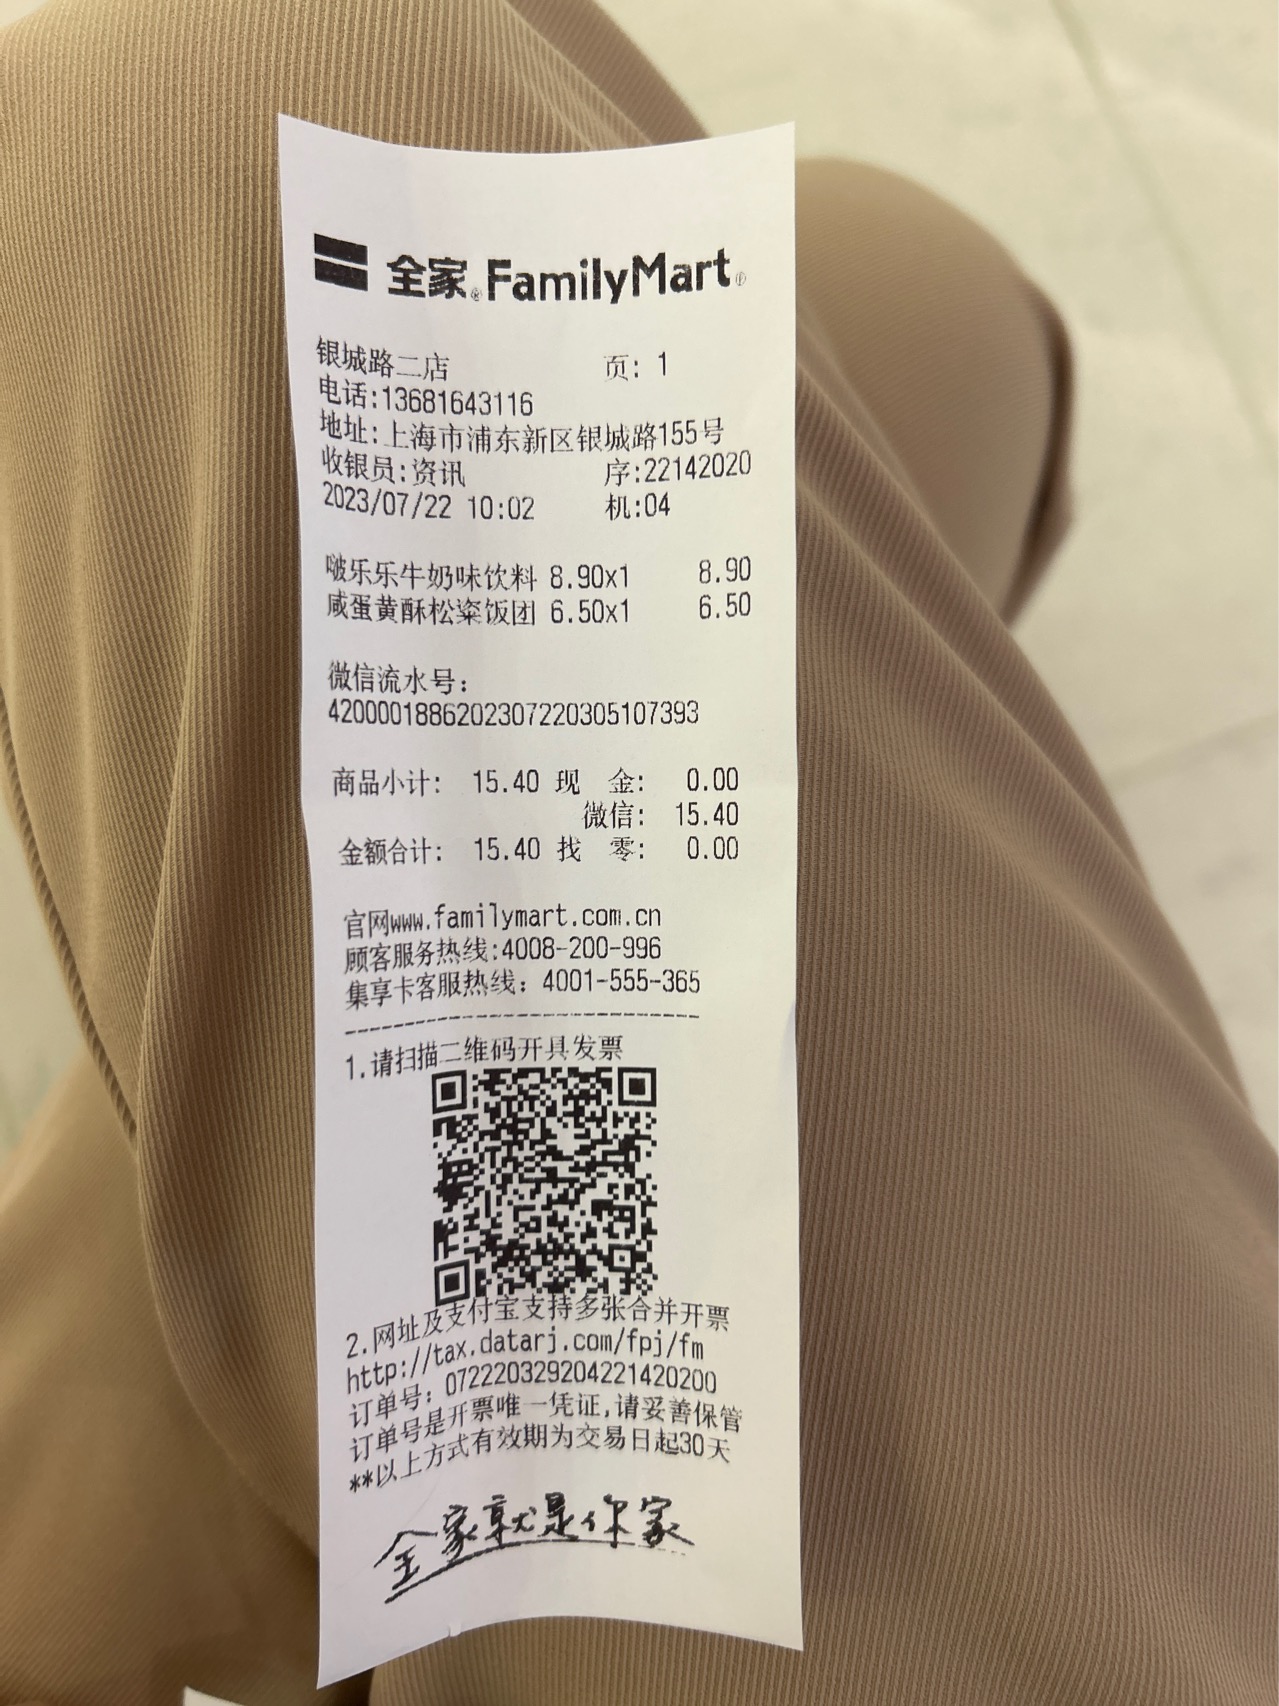 全家 FamilyMart
银城路二店 页: 1
电话:13681643116
地址:上海市浦东新区银城路155号
收银员:资讯 序:22142020
2023/07/22 10:02 机:04
啵乐乐牛奶味饮料 8.90x1 8.90
咸蛋黄酥松粢饭团 6.50x1 6.50
微信流水号:
4200001886202307220305107393
商品小计: 15.40 现 金: 0.00
微信: 15.40
金额合计: 15.40 找 零: 0.00
官网www.familymart.com.cn
顾客服务热线:4008-200-996
集享卡客服热线: 4001-555-365
--------------------------------
1.请扫描二维码开具发票
2.网址及支付宝支持多张合并开票
http://tax.datarj.com/fpj/fm
订单号: 072220329204221420200
订单号是开票唯一凭证,请妥善保管
**以上方式有效期为交易日起30天
全家就是你家